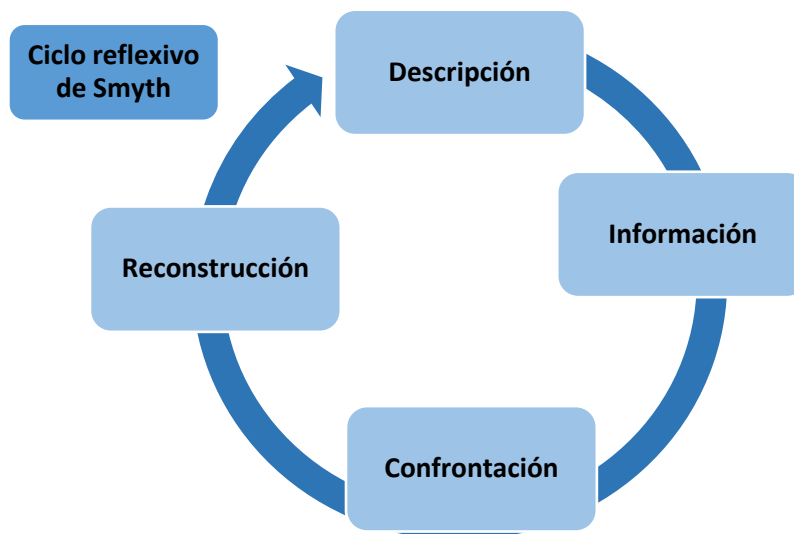 Ciclo reflexivo
de Smyth
Descripción
Información
Confrontación
Reconstrucción